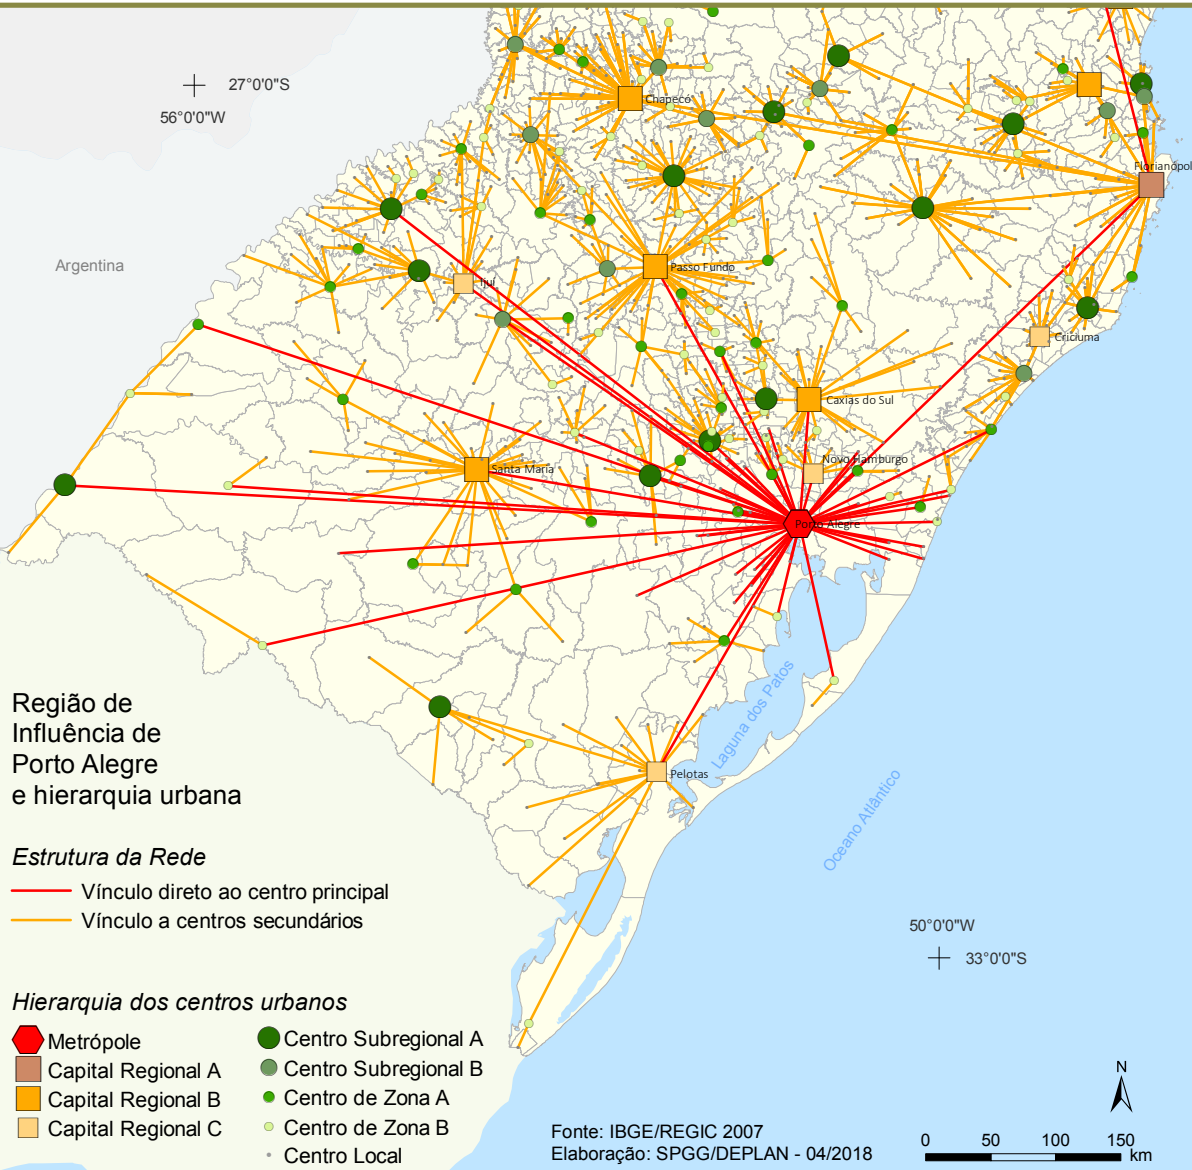 27°0'0"S
56°0'0"W
Chapecó
Florianópol
Argentina
Ijuí
Passo Fundo
Criciuma
Caxias do Sul
Novo Hamburgo
Santa Maria
Porto Alegre
Laguna dos Patos
Pelotas
Oceano Atlântico
50°0'0"W
33°0'0"S
Região de
Influência de
Porto Alegre
e hierarquia urbana
Estrutura da Rede
Vínculo direto ao centro principal
Vínculo a centros secundários
Hierarquia dos centros urbanos
Metrópole
Capital Regional A
Capital Regional B
Capital Regional C
Centro Subregional A
Centro Subregional B
Centro de Zona A
Centro de Zona B
Centro Local
Fonte: IBGE/REGIC 2007
Elaboração: SPGG/DEPLAN - 04/2018
N
0 50 100 150
km